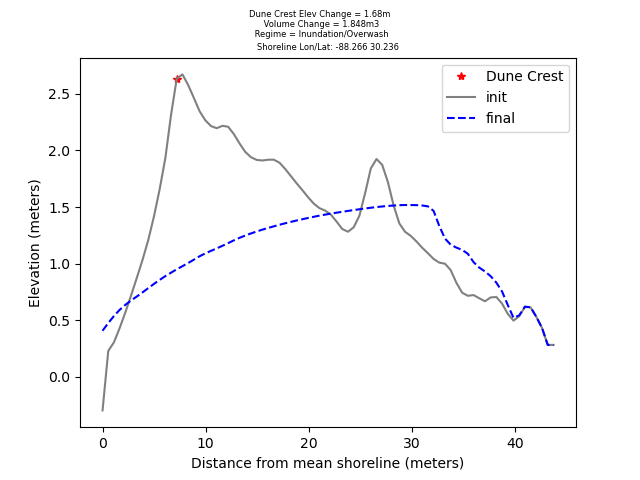 Dune Crest Elev Change = 1.68m
Volume Change = 1.848m3
Regime = Inundation/Overwash
Shoreline Lon/Lat: -88.266 30.236
Dune Crest
init
final
2.5
2.0
1.5
1.0
0.5
0.0
Elevation (meters)
0 10 20 30 40
Distance from mean shoreline (meters)